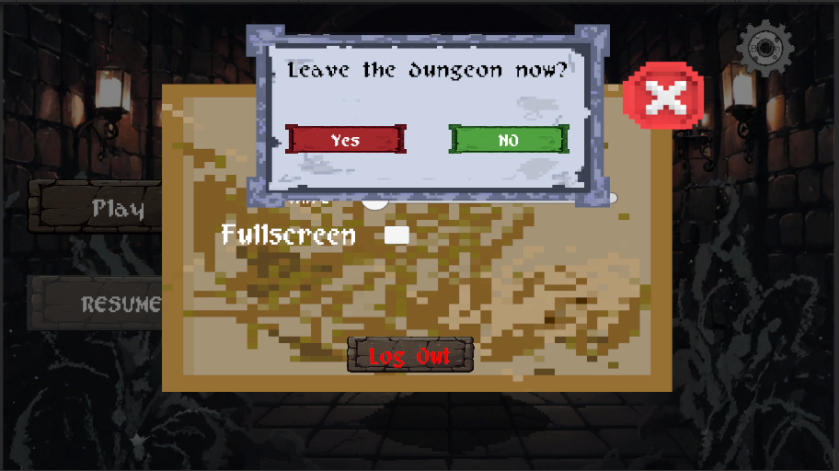 Leave the dungeon now?
Yes NO
Play
Fullscreen
RESUME
Log Out